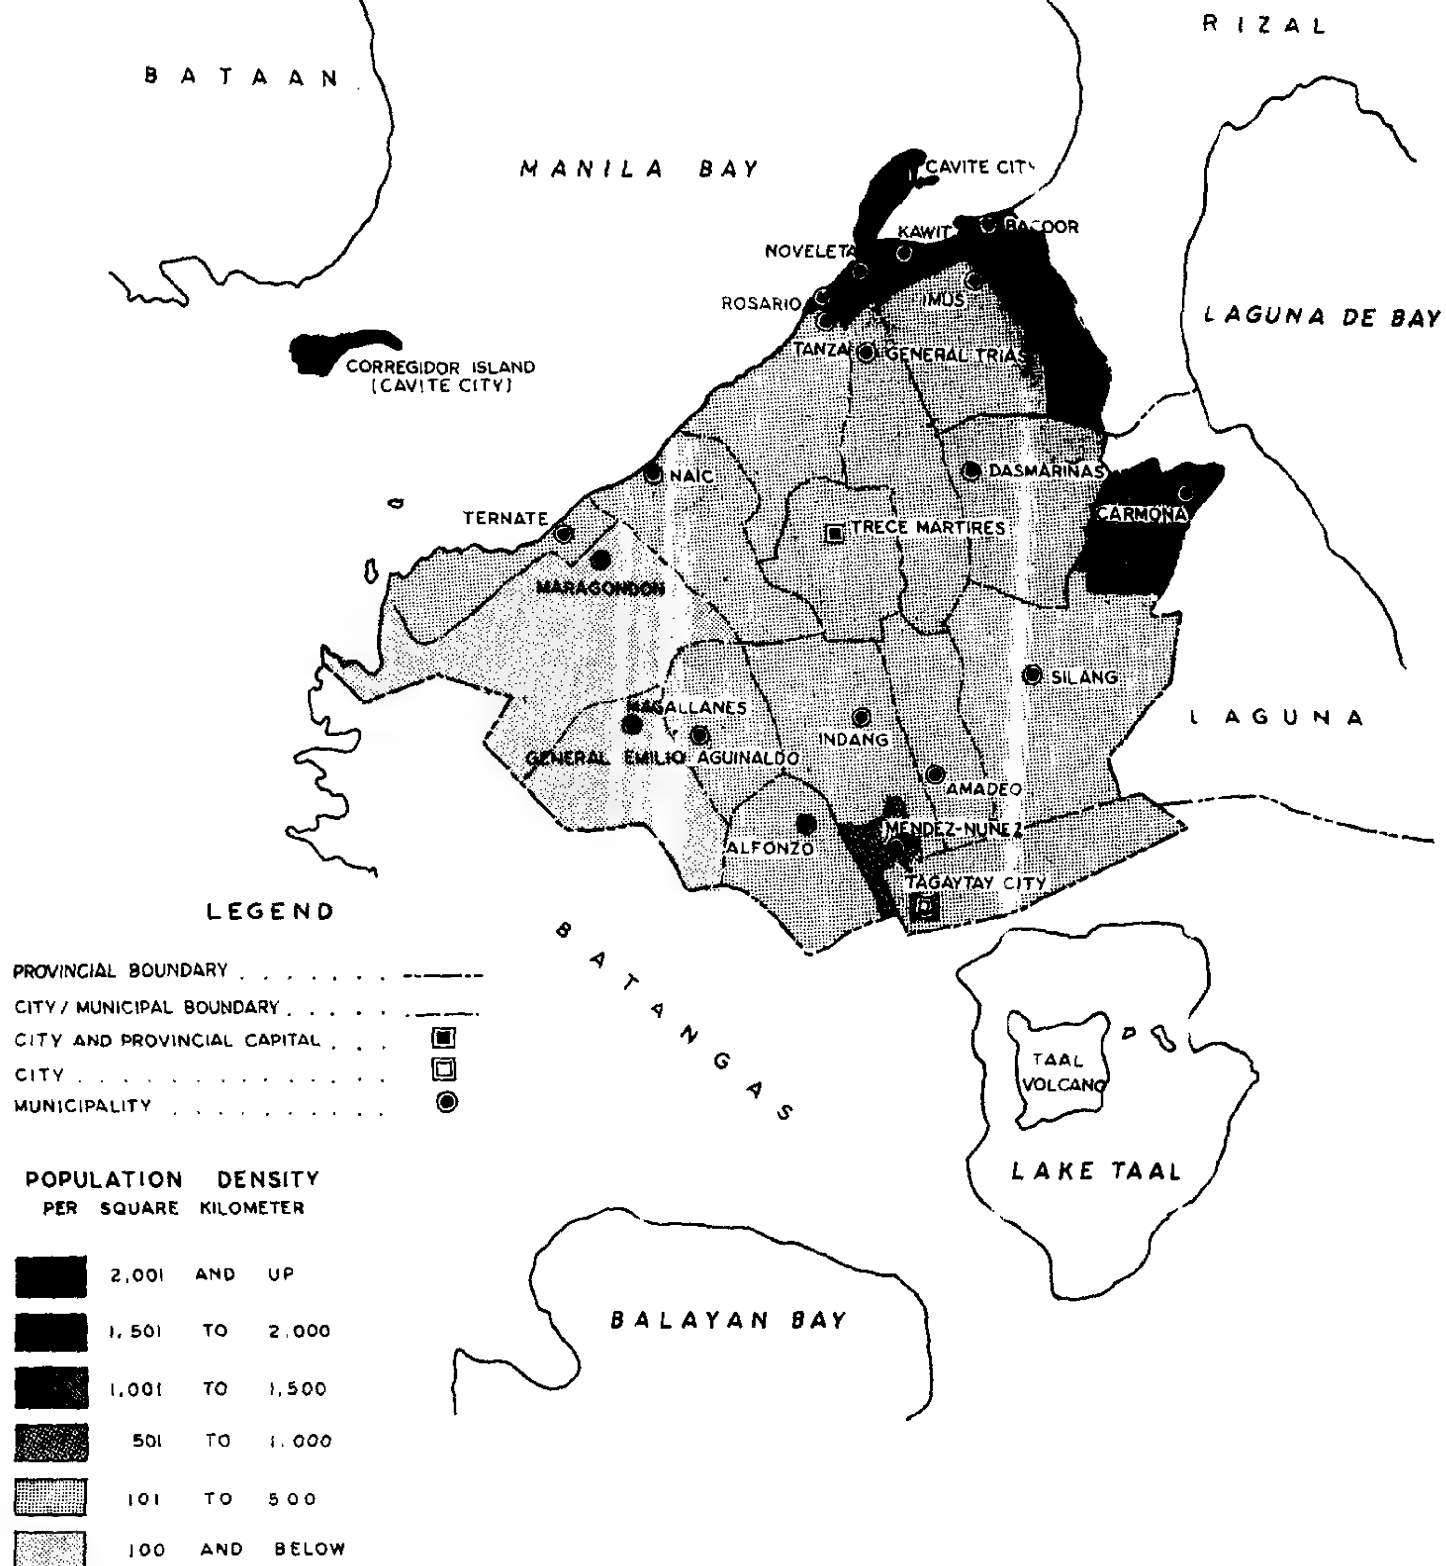 RIZAL
BATAAN
MANILA BAY
CAVITE CITY
KAWIT
BACOOR
NOVELETA
ROSARIO
IMUS
LAGUNA DE BAY
TANZA
GENERAL TRIAS
CORREGIDOR ISLAND
(CAVITE CITY)
NAIC
DASMARINAS
CARMONA
TERNATE
TRECE MARTIRES
MARAGONDON
SILANG
MAGALLANES
LAGUNA
INDANG
GENERAL EMILIO AGUINALDO
AMADEO
MENDEZ-NUNEZ
ALFONZO
TAGAYTAY CITY
BATANGAS
LEGEND
PROVINCIAL BOUNDARY . . . . . . .
CITY / MUNICIPAL BOUNDARY . . . . . .
CITY AND PROVINCIAL CAPITAL . . .
CITY . . . . . . . . . . . . .
MUNICIPALITY . . . . . . . . . .
TAAL
VOLCANO
LAKE TAAL
BALAYAN BAY
POPULATION DENSITY
PER SQUARE KILOMETER
2,001 AND UP
1,501 TO 2,000
1,001 TO 1,500
501 TO 1,000
101 TO 500
100 AND BELOW